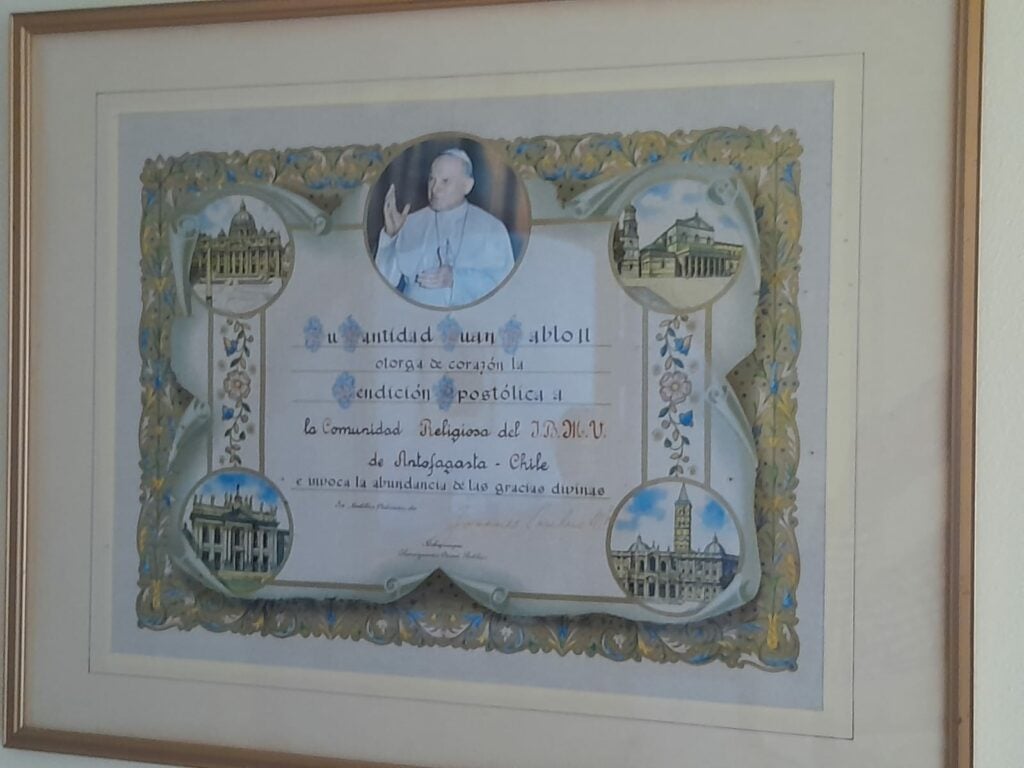 Su Santidad Juan Pablo II
otorga de corazón la
Bendición Apostólica a
la Comunidad Religiosa del I.B.M.V.
de Antofagasta - Chile
e invoca la abundancia de las gracias divinas